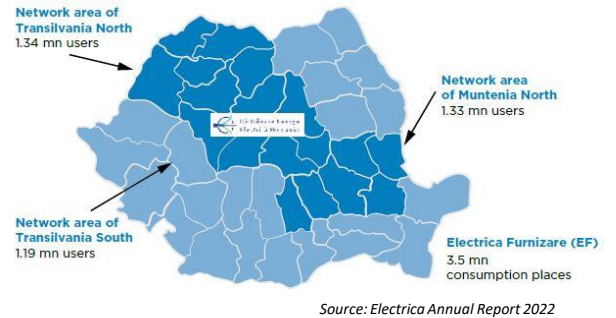 Network area of
Transilvania North
1.34 mn users
Network area
of Muntenia North
1.33 mn users
Network area of
Transilvania South
1.19 mn users
Electrica Furnizare (EF)
3.5 mn
consumption places
Source: Electrica Annual Report 2022